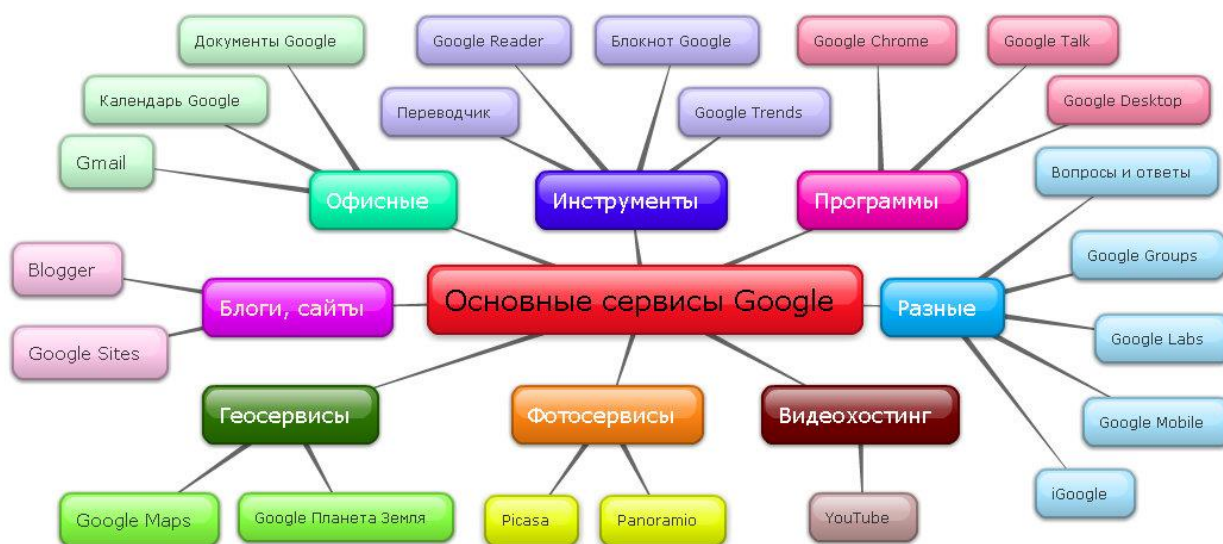 Документы Google
Google Reader
Блокнот Google
Google Chrome
Google Talk
Календарь Google
Переводчик
Google Trends
Google Desktop
Gmail
Офисные
Инструменты
Программы
Вопросы и ответы
Blogger
Блоги, сайты
Основные сервисы Google
Разные
Google Groups
Google Sites
Google Labs
Геосервисы
Фотосервисы
Видеохостинг
Google Mobile
Google Maps
Google Планета Земля
Picasa
Panoramio
YouTube
iGoogle